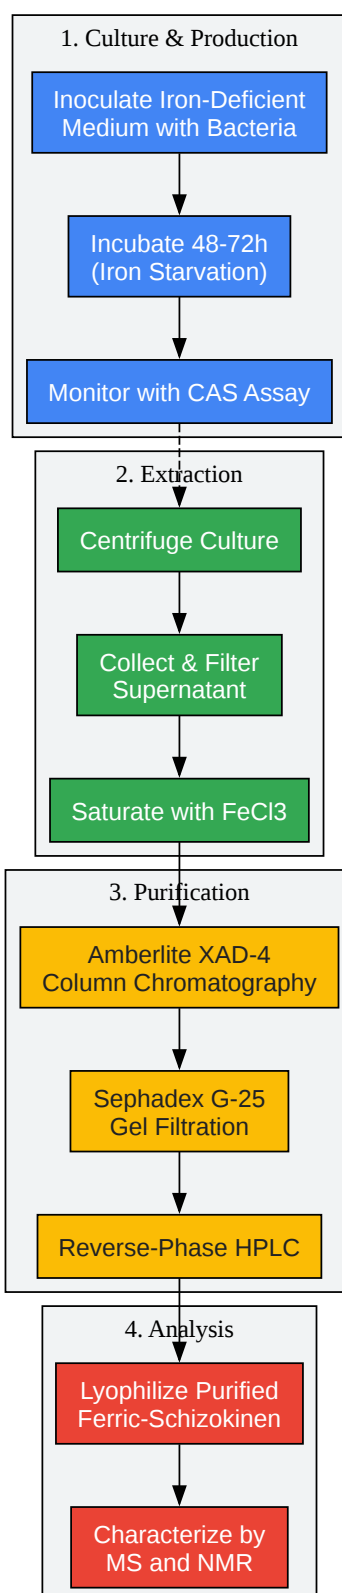 1. Culture & Production
Inoculate Iron-Deficient
Medium with Bacteria
Incubate 48-72h
(Iron Starvation)
Monitor with CAS Assay
2. Extraction
Centrifuge Culture
Collect & Filter
Supernatant
Saturate with FeCl3
3. Purification
Amberlite XAD-4
Column Chromatography
Sephadex G-25
Gel Filtration
Reverse-Phase HPLC
4. Analysis
Lyophilize Purified
Ferric-Schizokinen
Characterize by
MS and NMR